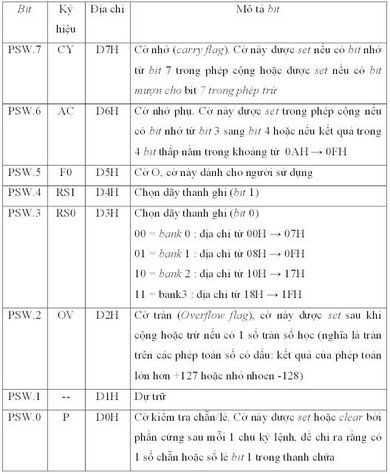 Bit Ký hiệu Địa chỉ Mô tả bit
PSW.7 CY D7H Cờ nhớ (carry flag). Cờ này được set nếu có bit nhớ
từ bit 7 trong phép cộng hoặc được set nếu có bit
mượn cho bit 7 trong phép trừ
PSW.6 AC D6H Cờ nhớ phụ. Cờ này được set trong phép cộng nếu
có bit nhớ từ bit 3 sang bit 4 hoặc nếu kết quả trong
4 bit thấp nằm trong khoảng từ 0AH → 0FH
PSW.5 F0 D5H Cờ O, cờ này dành cho người sử dụng
PSW.4 RS1 D4H Chọn dãy thanh ghi (bit 1)
PSW.3 RS0 D3H Chọn dãy thanh ghi (bit 0)
00 = bank 0 : địa chỉ từ 00H → 07H
01 = bank 1 : địa chỉ từ 08H → 0FH
10 = bank 2 : địa chỉ từ 10H → 17H
11 = bank3 : địa chỉ từ 18H → 1FH
PSW.2 OV D2H Cờ tràn (Overflow flag), cờ này được set sau khi
cộng hoặc trừ nếu có 1 số tràn số học (nghĩa là tràn
trên các phép toán số có dấu: kết quả của phép toán
lớn hơn +127 hoặc nhỏ nhoen -128)
PSW.1 -- D1H Dự trữ
PSW.0 P D0H Cờ kiểm tra chẵn/lẻ. Cờ này được set hoặc clear bởi
phần cứng sau mỗi 1 chu kỳ lệnh, để chỉ ra rằng có
1 số chẵn hoặc số lẻ bit 1 trong thanh chứa